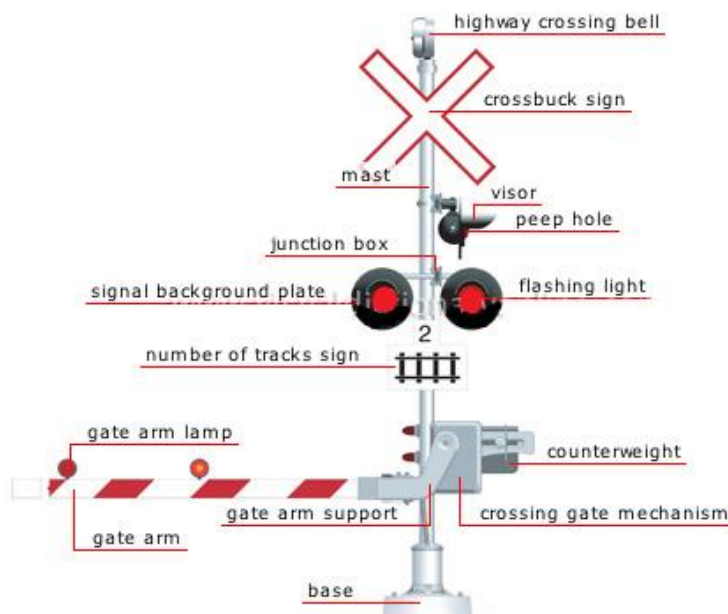 highway crossing bell
crossbuck sign
mast
visor
peep hole
junction box
signal background plate
flashing light
2
number of tracks sign
gate arm lamp
counterweight
gate arm support
crossing gate mechanism
gate arm
base